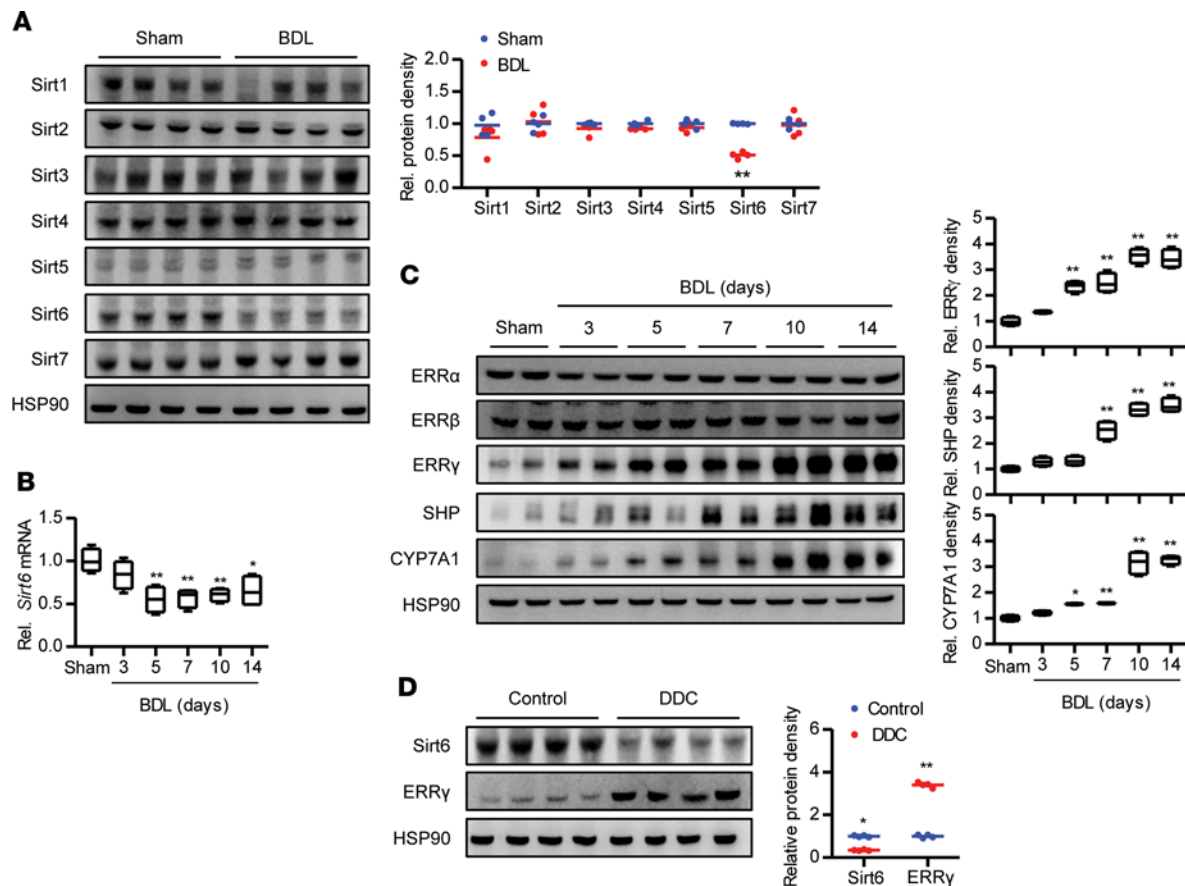 A
Sham BDL
Sirt1
Sirt2
Sirt3
Sirt4
Sirt5
Sirt6
Sirt7
HSP90
Sham
BDL
Rel. protein density
2.0
1.5
1.0
0.5
0.0
**
Sirt1 Sirt2 Sirt3 Sirt4 Sirt5 Sirt6 Sirt7
B
Rel. Sirt6 mRNA
1.5
1.0
0.5
0.0
** ** ** *
Sham 3 5 7 10 14
BDL (days)
C
BDL (days)
Sham 3 5 7 10 14
ERRα
ERRβ
ERRγ
SHP
CYP7A1
HSP90
Rel. ERRγ density
5
4
3
2
1
0
** ** ** **
Rel. SHP density
5
4
3
2
1
0
** ** **
Rel. CYP7A1 density
5
4
3
2
1
0
* ** ** **
Sham 3 5 7 10 14
BDL (days)
D
Control DDC
Sirt6
ERRγ
HSP90
Control
DDC
Relative protein density
6
4
2
0
* **
Sirt6 ERRγ